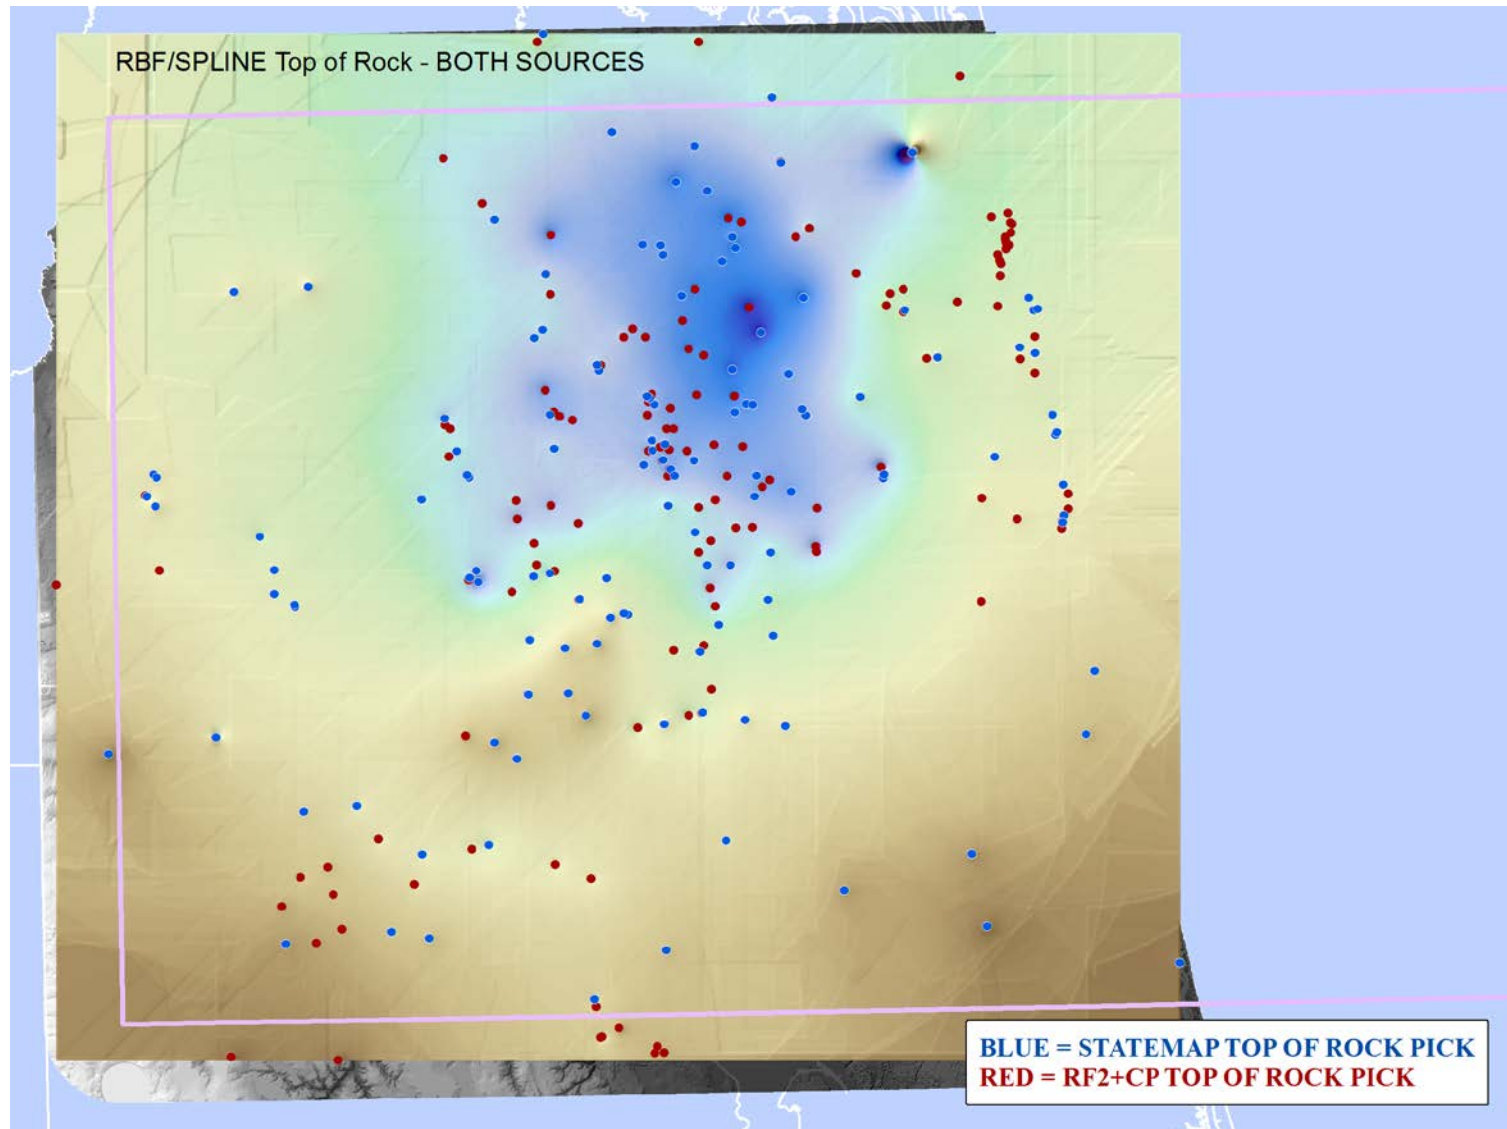 RBF/SPLINE Top of Rock - BOTH SOURCES
BLUE = STATEMAP TOP OF ROCK PICK
RED = RF2+CP TOP OF ROCK PICK